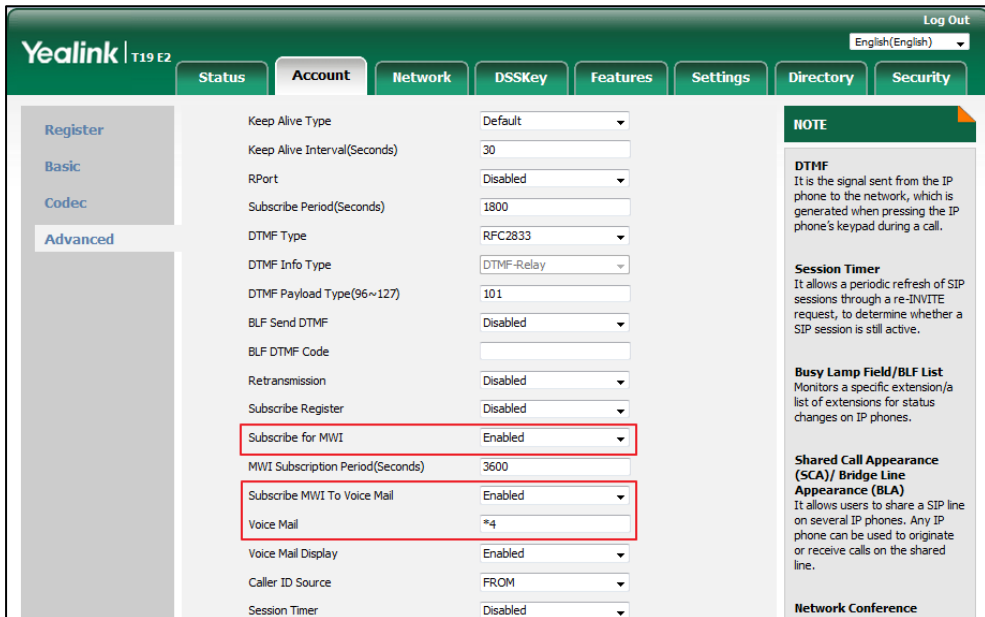 Log Out
Yealink | T19 E2
English(English)
Status Account Network DSSKey Features Settings Directory Security
Register
Basic
Codec
Advanced
Keep Alive Type Default
Keep Alive Interval(Seconds) 30
RPort Disabled
Subscribe Period(Seconds) 1800
DTMF Type RFC2833
DTMF Info Type DTMF-Relay
DTMF Payload Type(96~127) 101
BLF Send DTMF Disabled
BLF DTMF Code
Retransmission Disabled
Subscribe Register Disabled
Subscribe for MWI Enabled
MWI Subscription Period(Seconds) 3600
Subscribe MWI To Voice Mail Enabled
Voice Mail *4
Voice Mail Display Enabled
Caller ID Source FROM
Session Timer Disabled
NOTE
DTMF
It is the signal sent from the IP
phone to the network, which is
generated when pressing the IP
phone's keypad during a call.
Session Timer
It allows a periodic refresh of SIP
sessions through a re-INVITE
request, to determine whether a
SIP session is still active.
Busy Lamp Field/BLF List
Monitors a specific extension/a
list of extensions for status
changes on IP phones.
Shared Call Appearance
(SCA)/ Bridge Line
Appearance (BLA)
It allows users to share a SIP line
on several IP phones. Any IP
phone can be used to originate
or receive calls on the shared
line.
Network Conference